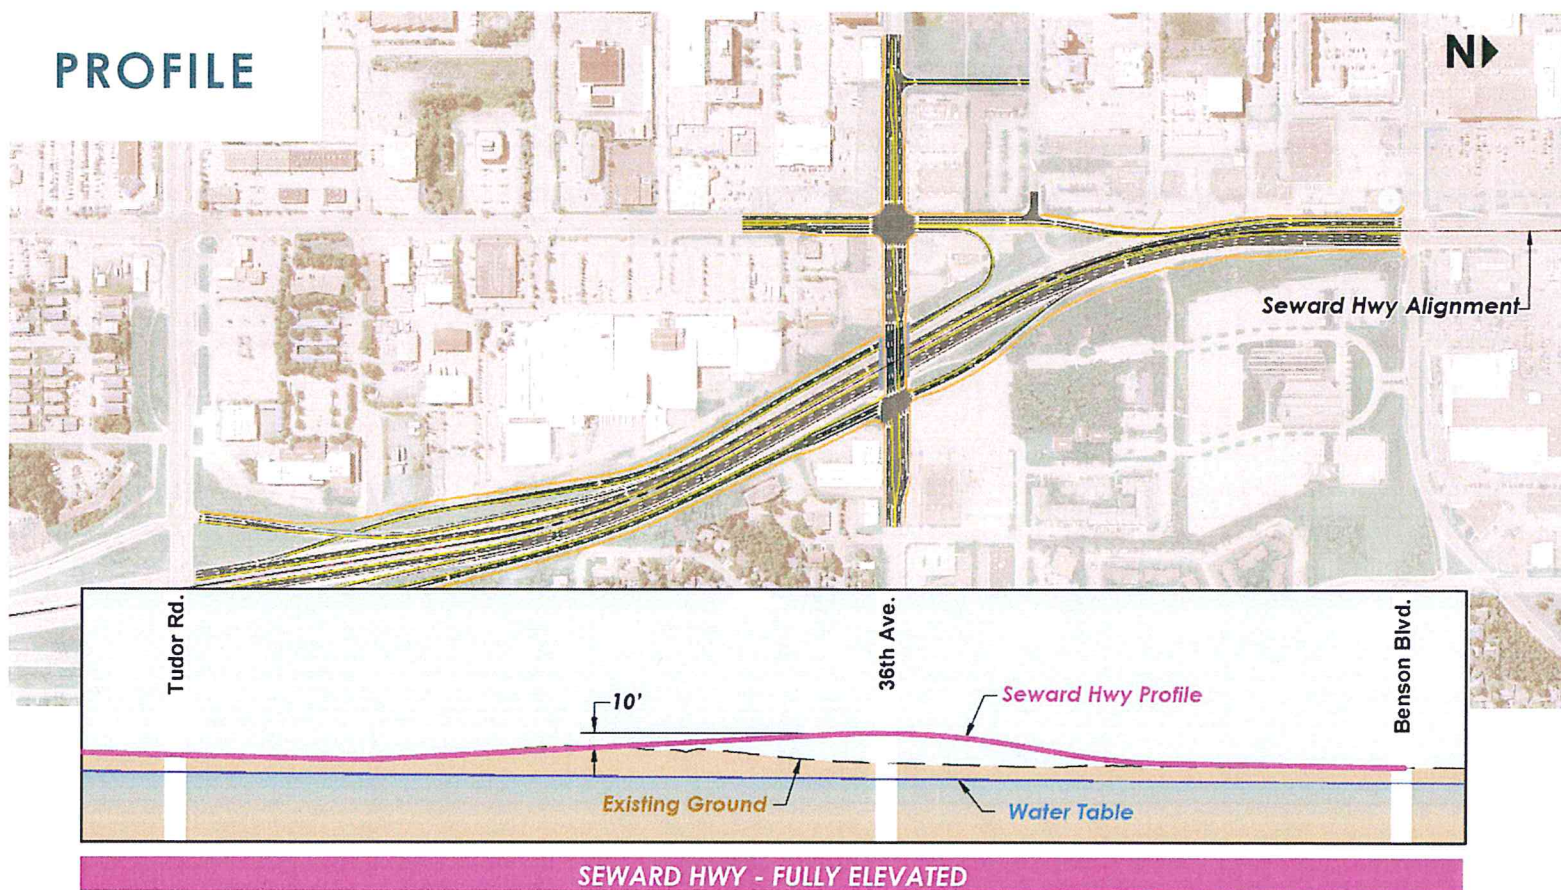 PROFILE
N
Seward Hwy Alignment
Tudor Rd.
36th Ave.
Benson Blvd.
10'
Seward Hwy Profile
Existing Ground
Water Table
SEWARD HWY - FULLY ELEVATED